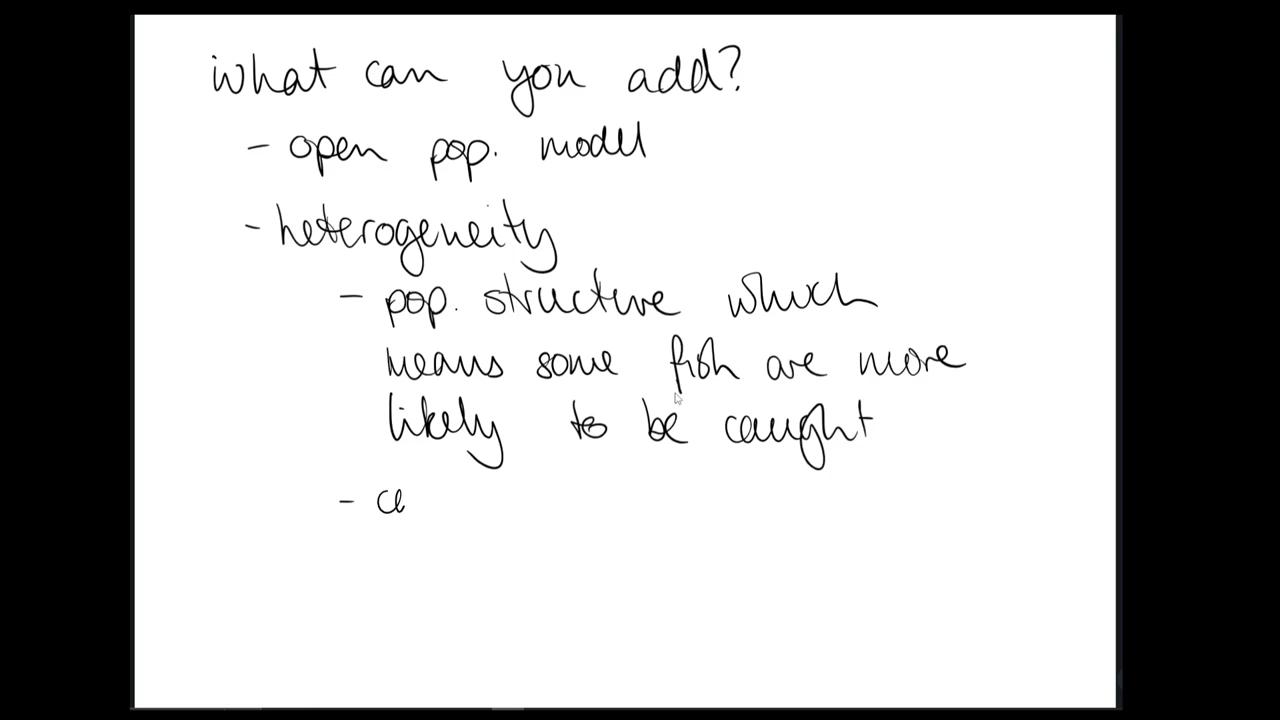 what can you add?
- open pop. model
- heterogeneity
- pop. structure which
means some fish are more
likely to be caught
-